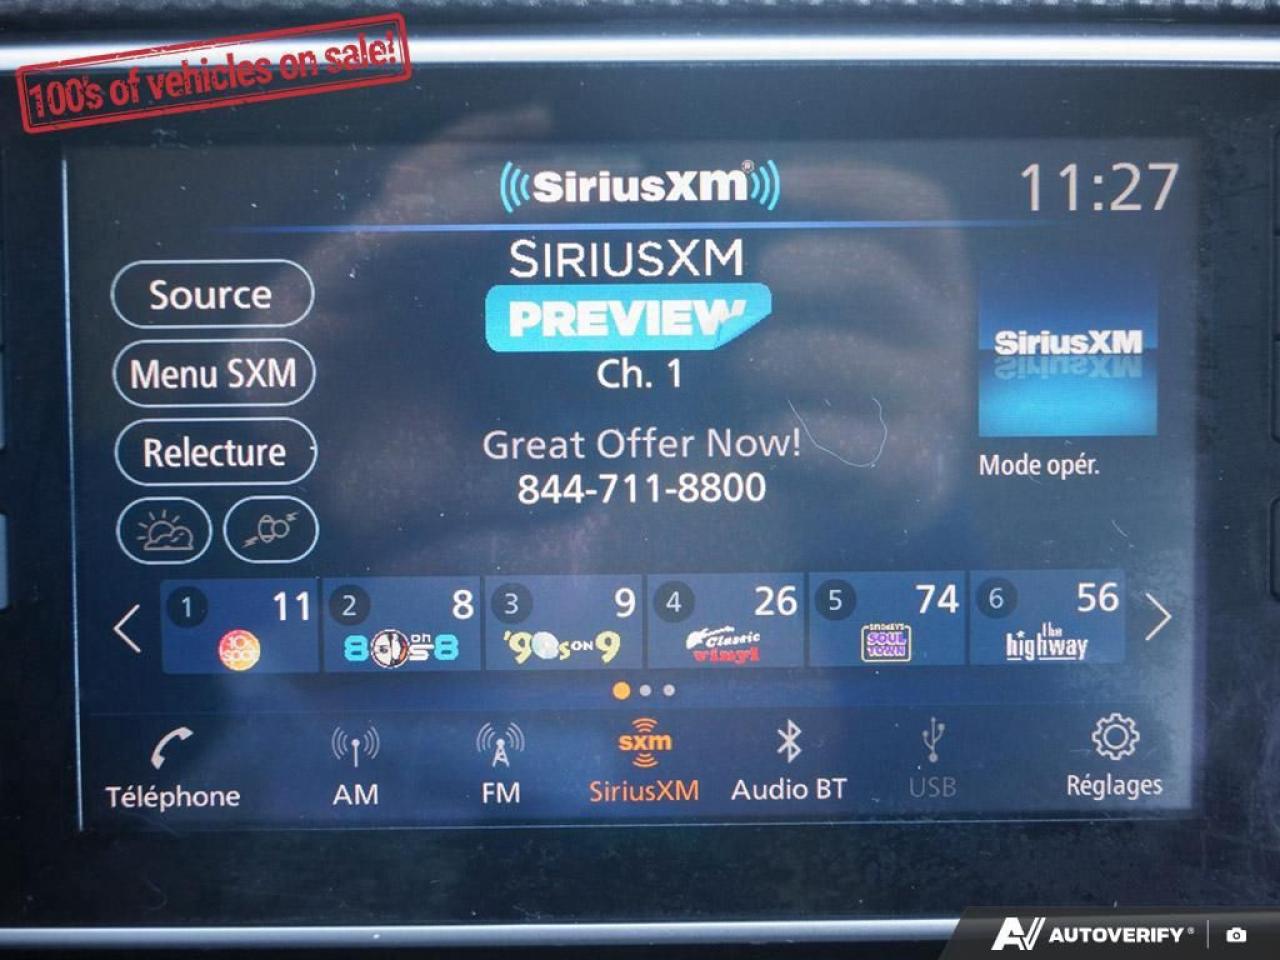 100's of vehicles on sale!
SiriusXM®
11:27
SIRIUSXM
PREVIEW
Ch. 1
Great Offer Now!
844-711-8800
Source
Menu SXM
Relecture
SiriusXM
Mode opér.
1 11
2 8
80s on 8
3 9
'90s on 9
4 26
Classic vinyl
5 74
SOUL TOWN
6 56
the highway
Téléphone
AM
FM
sxm
SiriusXM
Audio BT
USB
Réglages
AUTOVERIFY